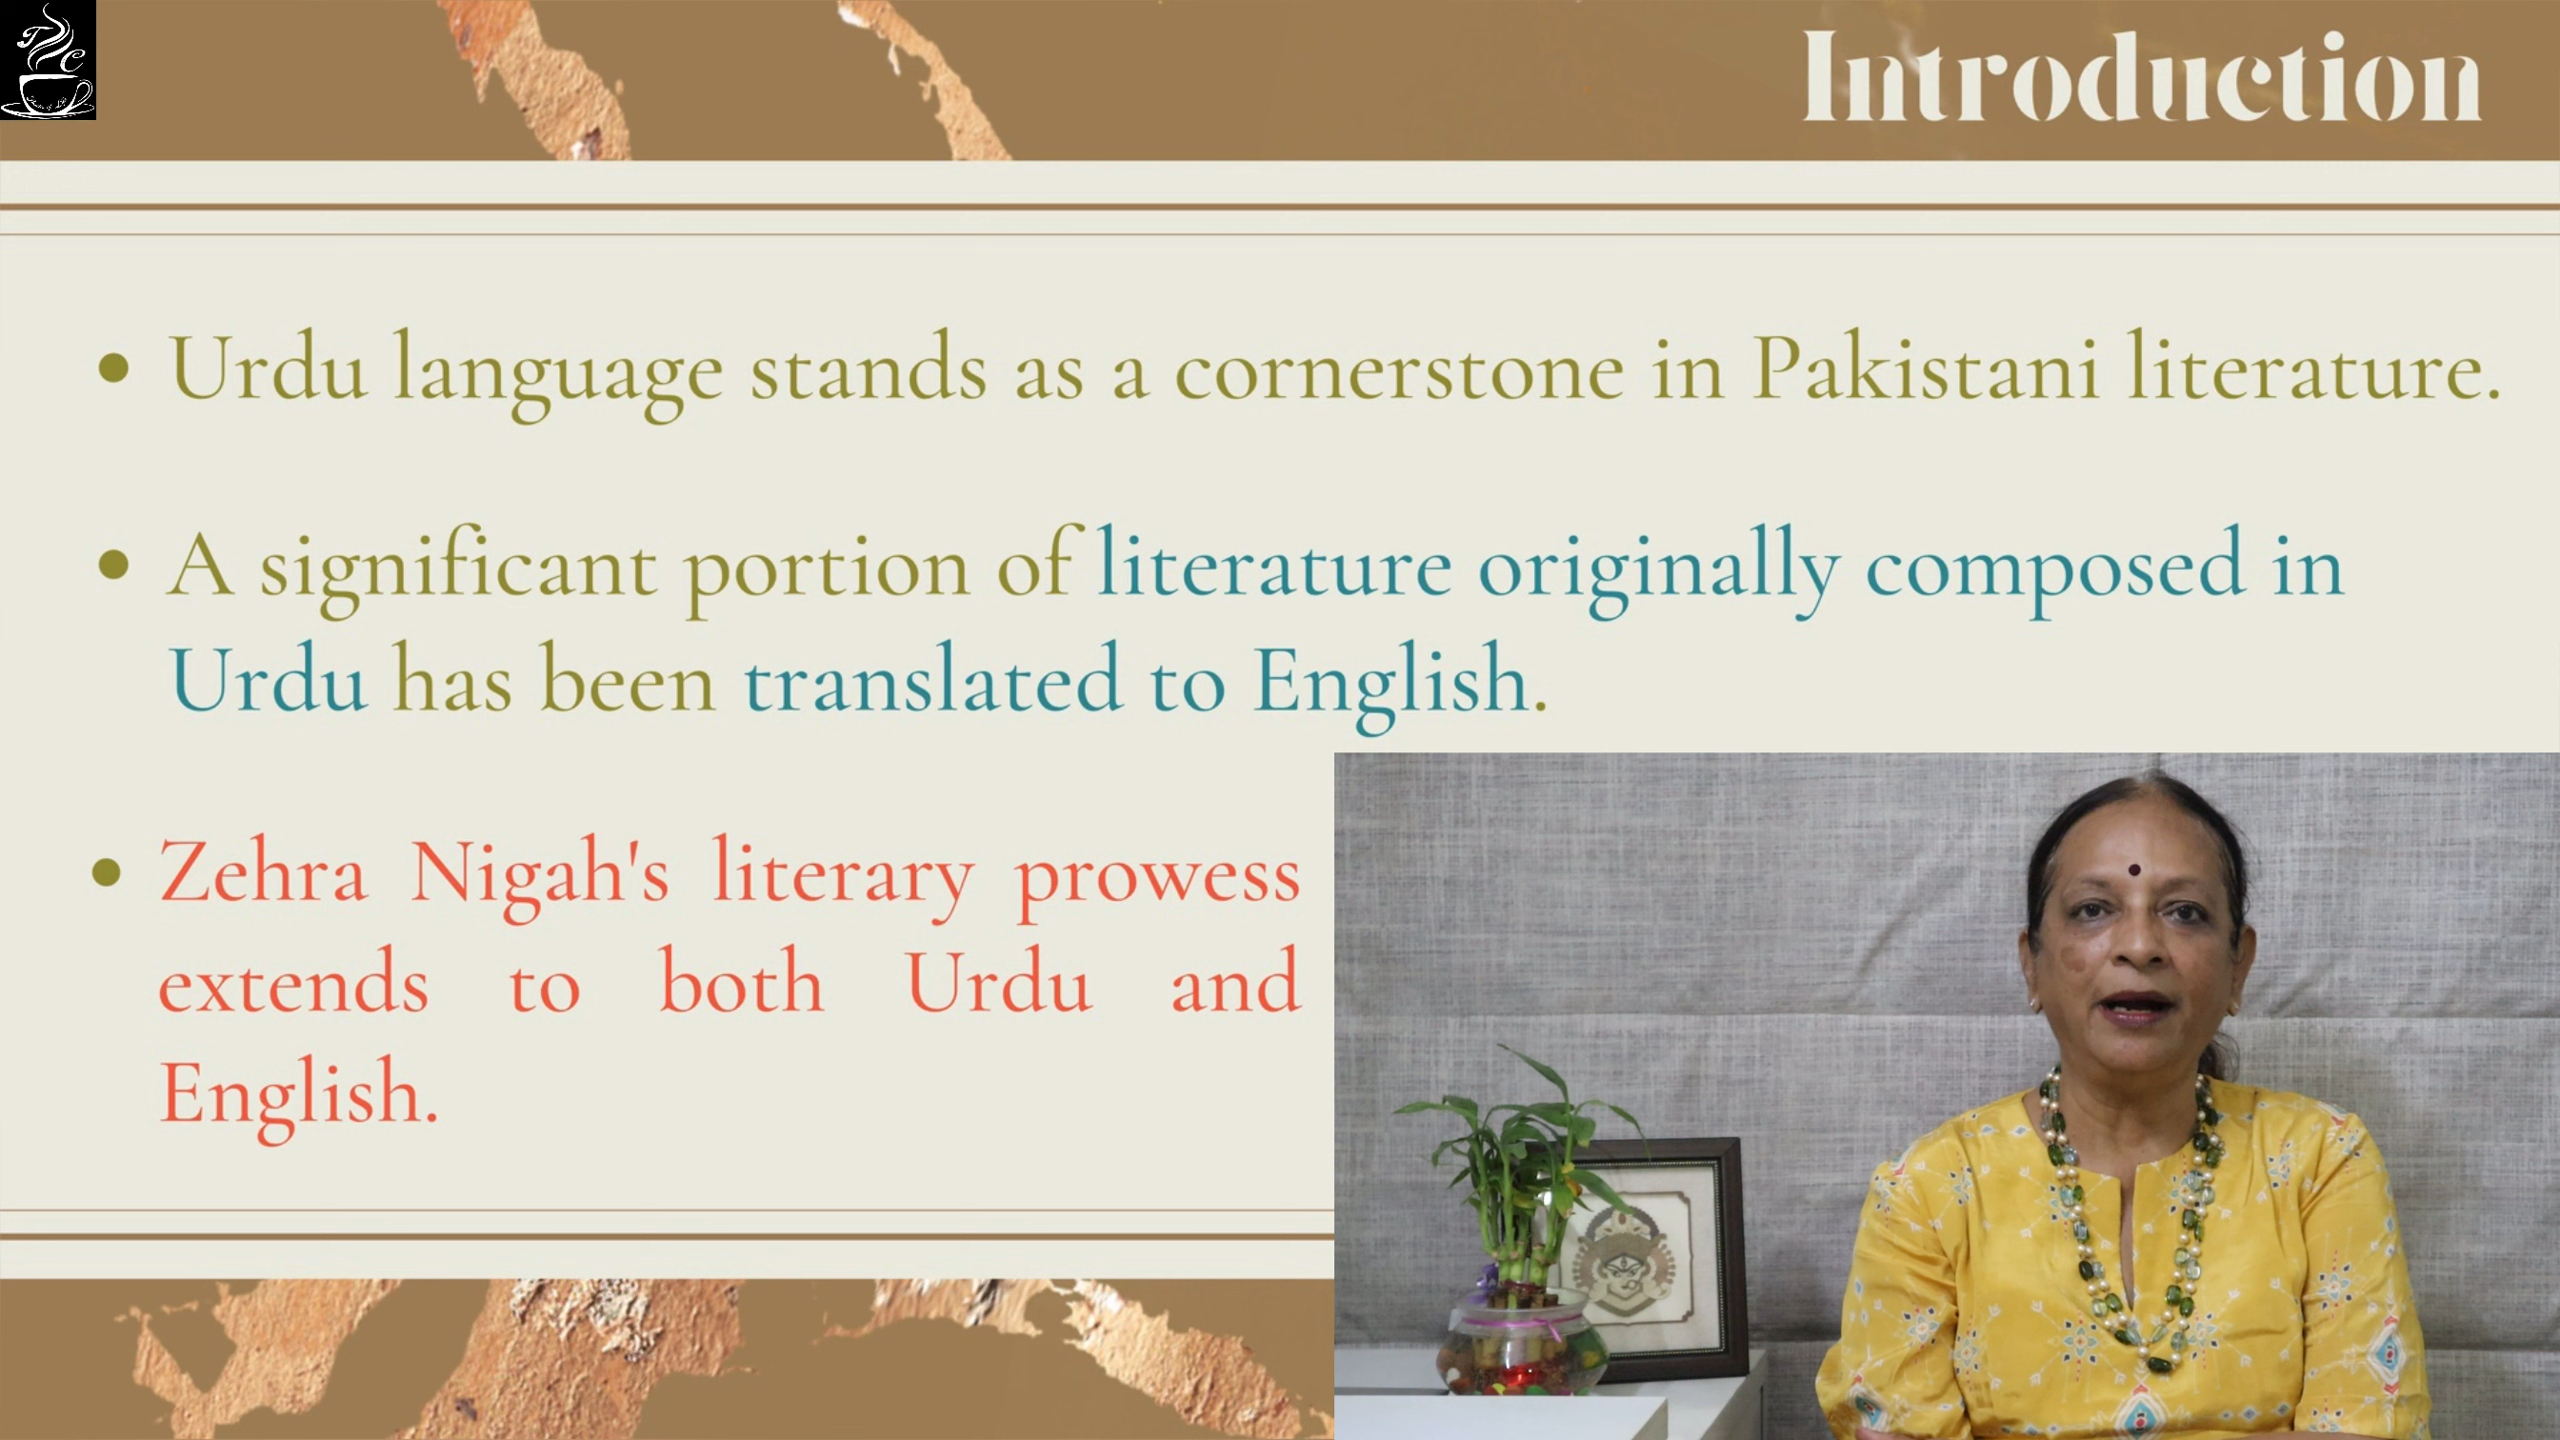 Introduction
• Urdu language stands as a cornerstone in Pakistani literature.
• A significant portion of literature originally composed in
Urdu has been translated to English.
• Zehra Nigah's literary prowess
extends to both Urdu and
English.